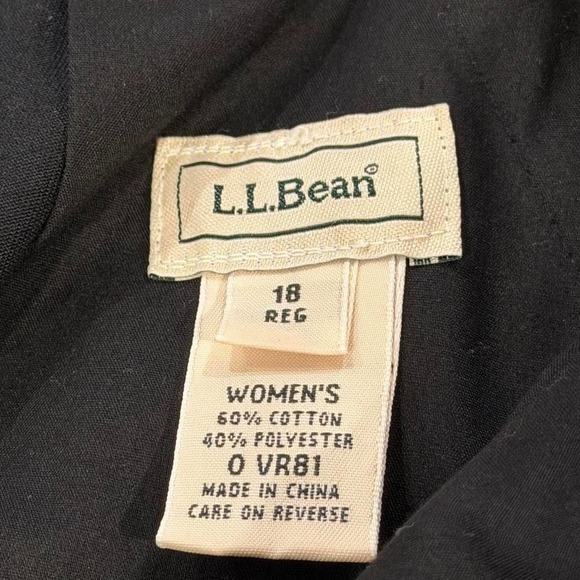 L.L.Bean®
18
REG
WOMEN'S
60% COTTON
40% POLYESTER
0 VR81
MADE IN CHINA
CARE ON REVERSE